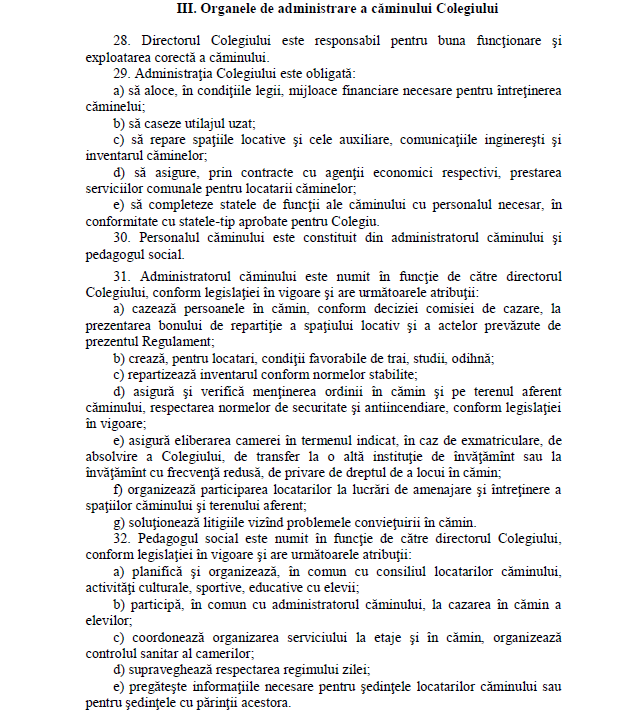 III. Organele de administrare a căminului Colegiului
28. Directorul Colegiului este responsabil pentru buna funcţionare şi
exploatarea corectă a căminului.
29. Administraţia Colegiului este obligată:
a) să aloce, în condiţiile legii, mijloace financiare necesare pentru întreţinerea
căminelui;
b) să caseze utilajul uzat;
c) să repare spaţiile locative şi cele auxiliare, comunicaţiile inginereşti şi
inventarul căminelor;
d) să asigure, prin contracte cu agenţii economici respectivi, prestarea
serviciilor comunale pentru locatarii căminelor;
e) să completeze statele de funcţii ale căminului cu personalul necesar, în
conformitate cu statele-tip aprobate pentru Colegiu.
30. Personalul căminului este constituit din administratorul căminului şi
pedagogul social.
31. Administratorul căminului este numit în funcţie de către directorul
Colegiului, conform legislaţiei în vigoare şi are următoarele atribuţii:
a) cazează persoanele în cămin, conform deciziei comisiei de cazare, la
prezentarea bonului de repartiţie a spaţiului locativ şi a actelor prevăzute de
prezentul Regulament;
b) crează, pentru locatari, condiţii favorabile de trai, studii, odihnă;
c) repartizează inventarul conform normelor stabilite;
d) asigură şi verifică menţinerea ordinii în cămin şi pe terenul aferent
căminului, respectarea normelor de securitate şi antiincendiare, conform legislaţiei
în vigoare;
e) asigură eliberarea camerei în termenul indicat, în caz de exmatriculare, de
absolvire a Colegiului, de transfer la o altă instituţie de învăţămînt sau la
învăţămînt cu frecvenţă redusă, de privare de dreptul de a locui în cămin;
f) organizează participarea locatarilor la lucrări de amenajare şi întreţinere a
spaţiilor căminului şi terenului aferent;
g) soluţionează litigiile vizînd problemele convieţuirii în cămin.
32. Pedagogul social este numit în funcţie de către directorul Colegiului,
conform legislaţiei în vigoare şi are următoarele atribuţii:
a) planifică şi organizează, în comun cu consiliul locatarilor căminului,
activităţi culturale, sportive, educative cu elevii;
b) participă, în comun cu administratorul căminului, la cazarea în cămin a
elevilor;
c) coordonează organizarea serviciului la etaje şi în cămin, organizează
controlul sanitar al camerilor;
d) supraveghează respectarea regimului zilei;
e) pregăteşte informaţiile necesare pentru şedinţele locatarilor căminului sau
pentru şedinţele cu părinţii acestora.